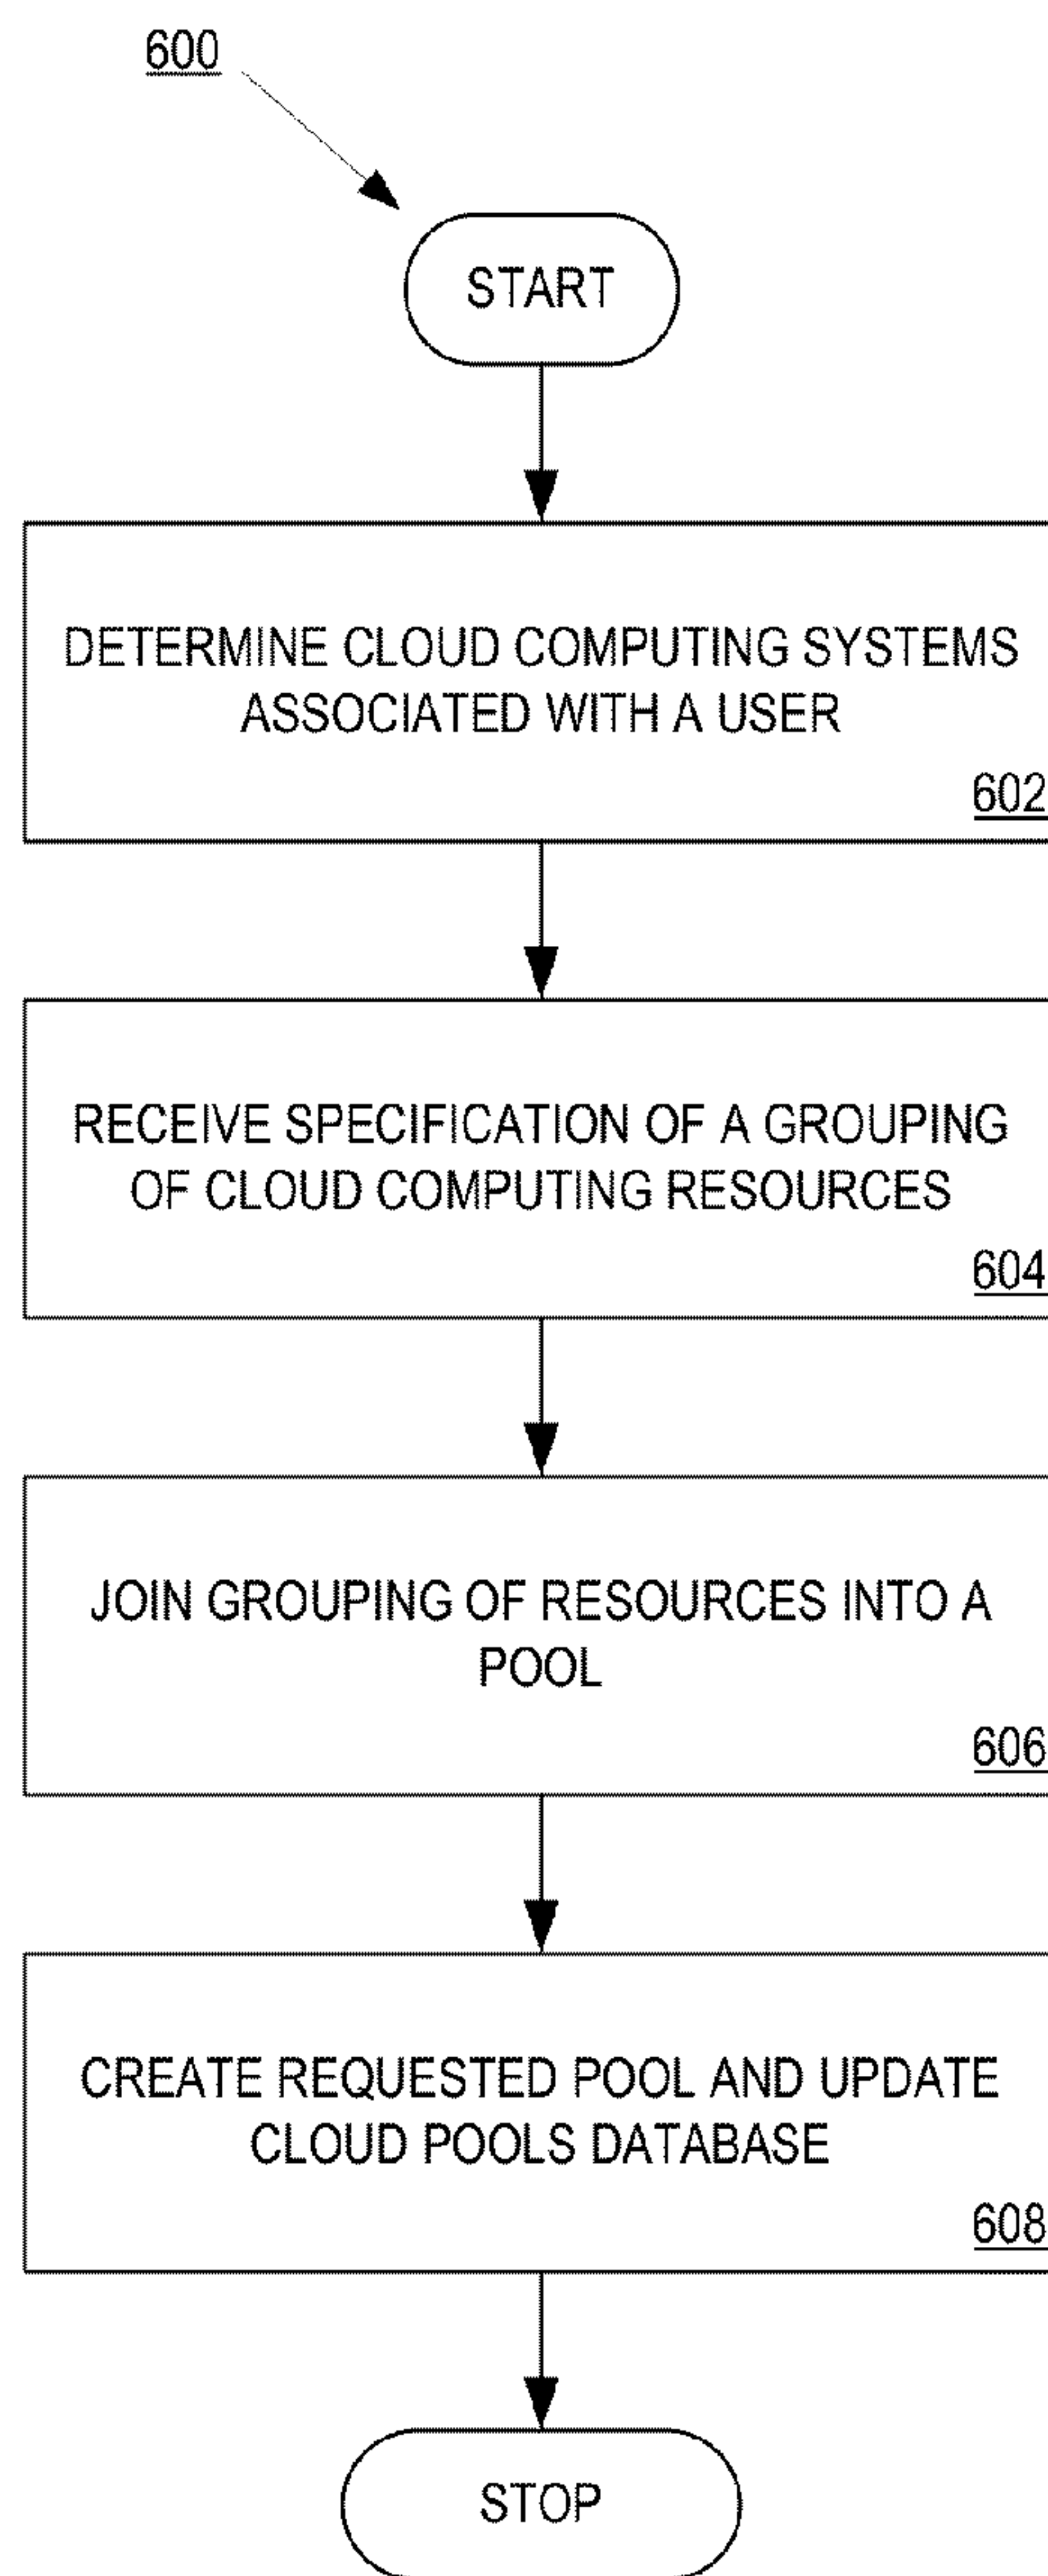 600
START
DETERMINE CLOUD COMPUTING SYSTEMS
ASSOCIATED WITH A USER
602
RECEIVE SPECIFICATION OF A GROUPING
OF CLOUD COMPUTING RESOURCES
604
JOIN GROUPING OF RESOURCES INTO A
POOL
606
CREATE REQUESTED POOL AND UPDATE
CLOUD POOLS DATABASE
608
STOP